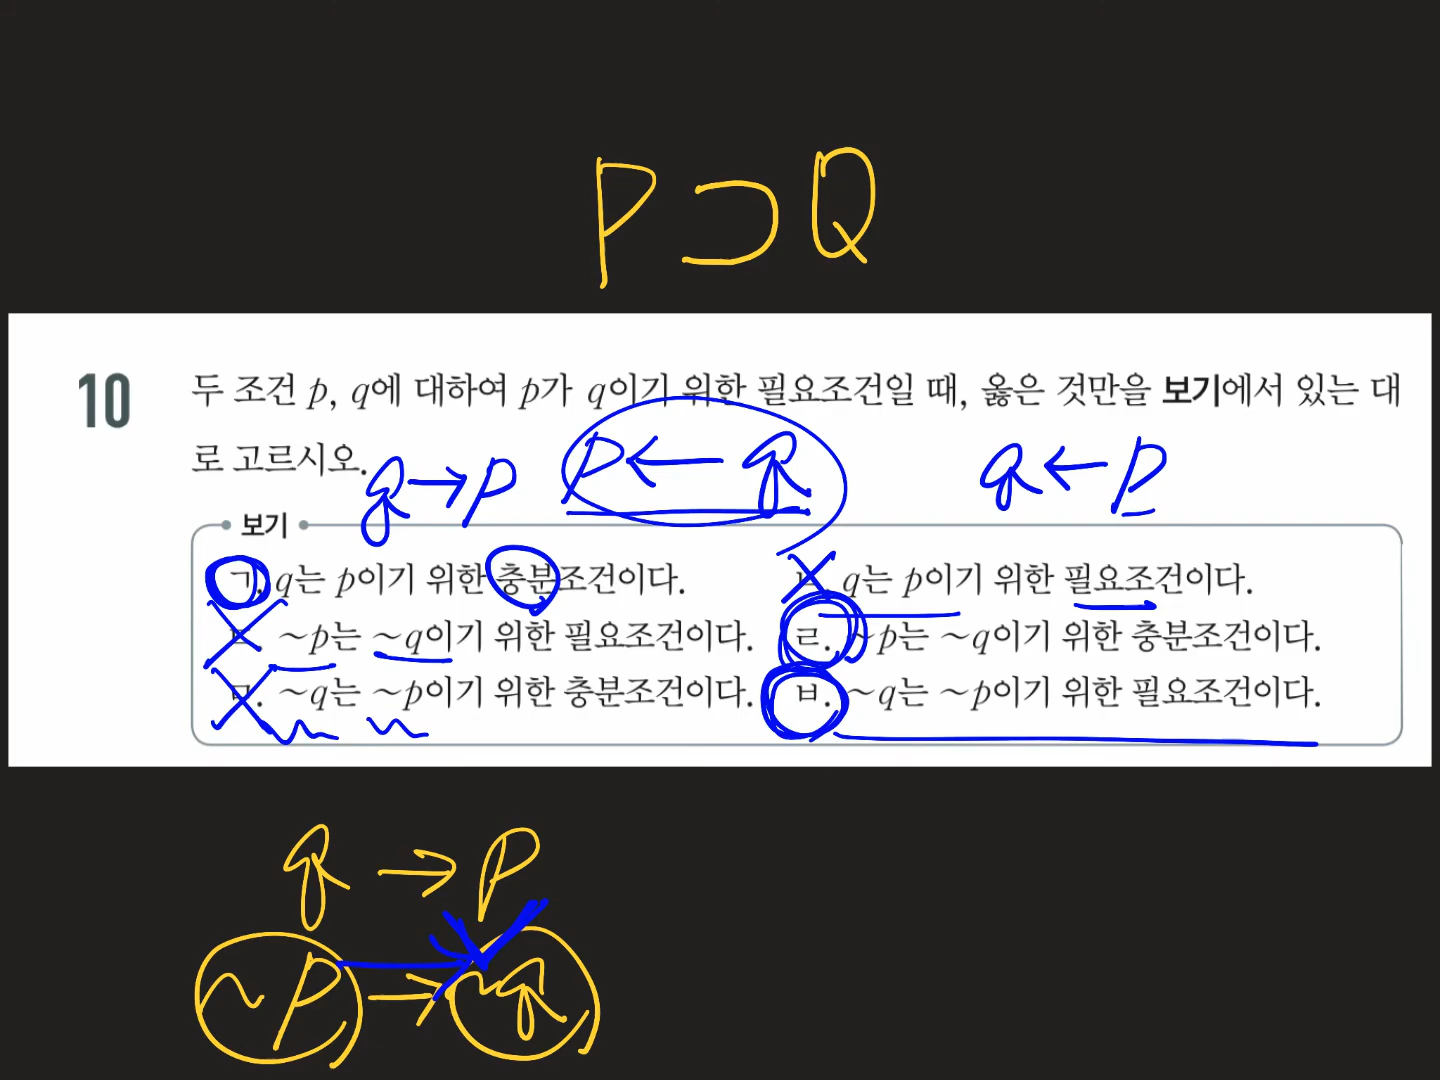 P ⊃ Q
10 두 조건 p, q에 대하여 p가 q이기 위한 필요조건일 때, 옳은 것만을 보기에서 있는 대
로 고르시오.
q → p p ← q q ← p
보기
ㄱ. q는 p이기 위한 충분조건이다. q는 p이기 위한 필요조건이다.
~p는 ~q이기 위한 필요조건이다. ㄹ. ~p는 ~q이기 위한 충분조건이다.
ㅁ. ~q는 ~p이기 위한 충분조건이다. ㅂ. ~q는 ~p이기 위한 필요조건이다.
q → p
~p → ~q